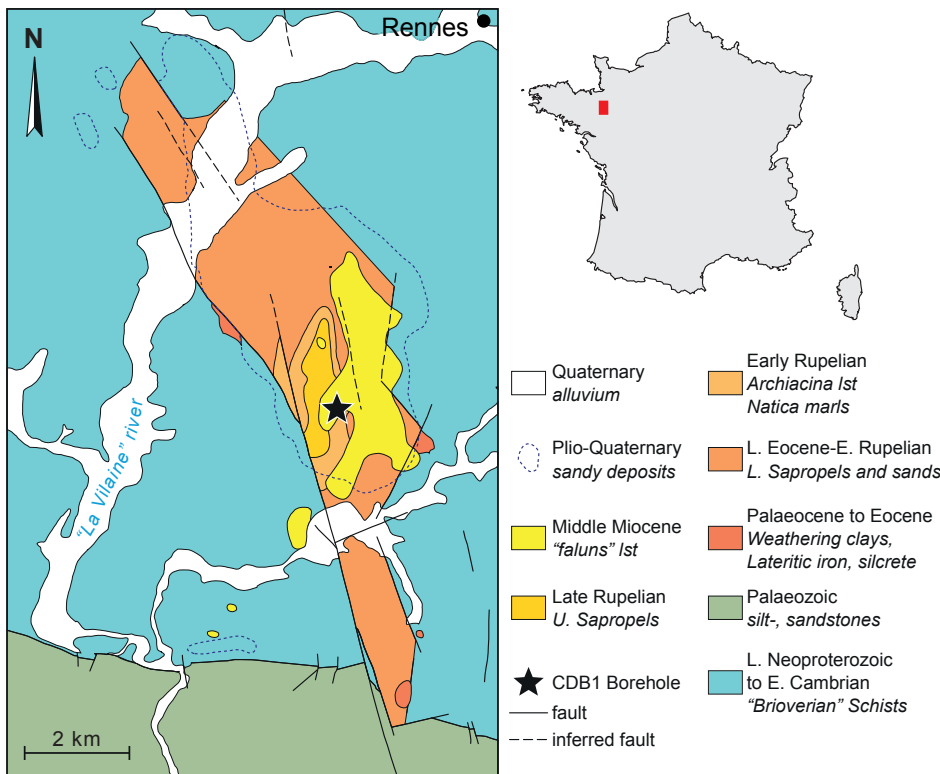 N
Rennes
"La Vilaine" river
2 km
Quaternary
alluvium
Plio-Quaternary
sandy deposits
Middle Miocene
"faluns" lst
Late Rupelian
U. Sapropels
CDB1 Borehole
fault
inferred fault
Early Rupelian
Archiacina lst
Natica marls
L. Eocene-E. Rupelian
L. Sapropels and sands
Palaeocene to Eocene
Weathering clays,
Lateritic iron, silcrete
Palaeozoic
silt-, sandstones
L. Neoproterozoic
to E. Cambrian
"Brioverian" Schists